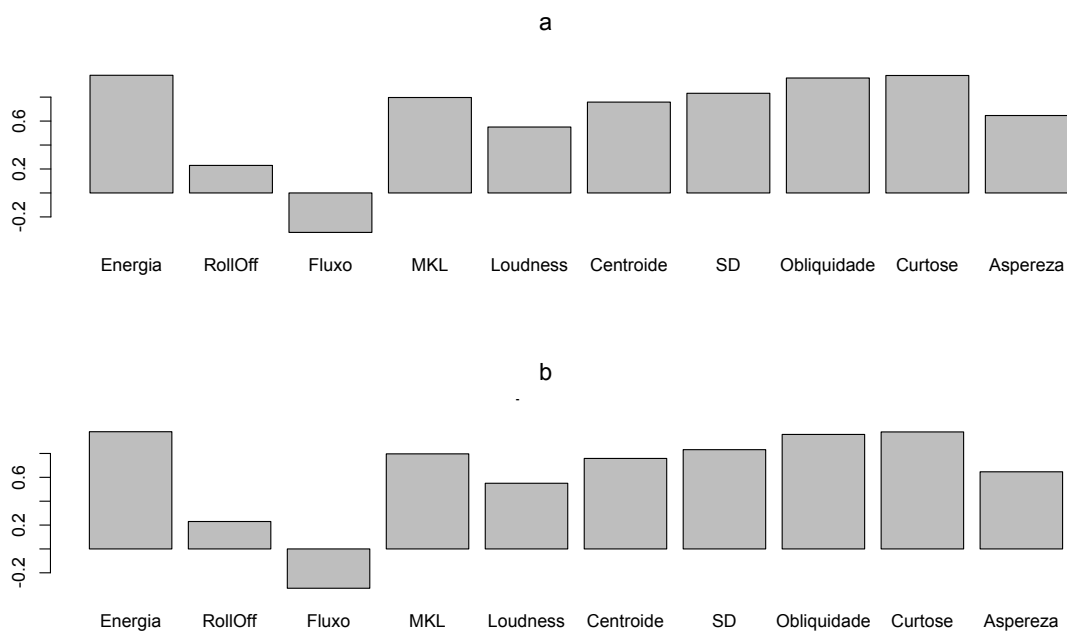 a
0.6
0.2
-0.2
Energia RollOff Fluxo MKL Loudness Centroide SD Obliquidade Curtose Aspereza
b
-
0.6
0.2
-0.2
Energia RollOff Fluxo MKL Loudness Centroide SD Obliquidade Curtose Aspereza